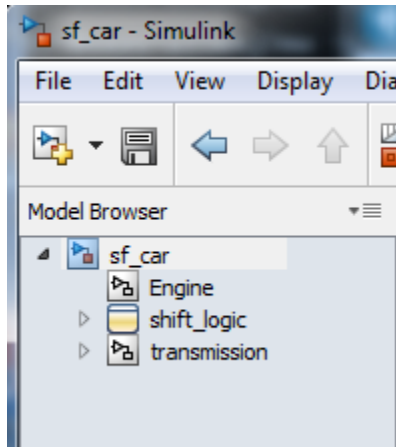 sf_car - Simulink
File Edit View Display Dia
Model Browser
sf_car
Engine
shift_logic
transmission